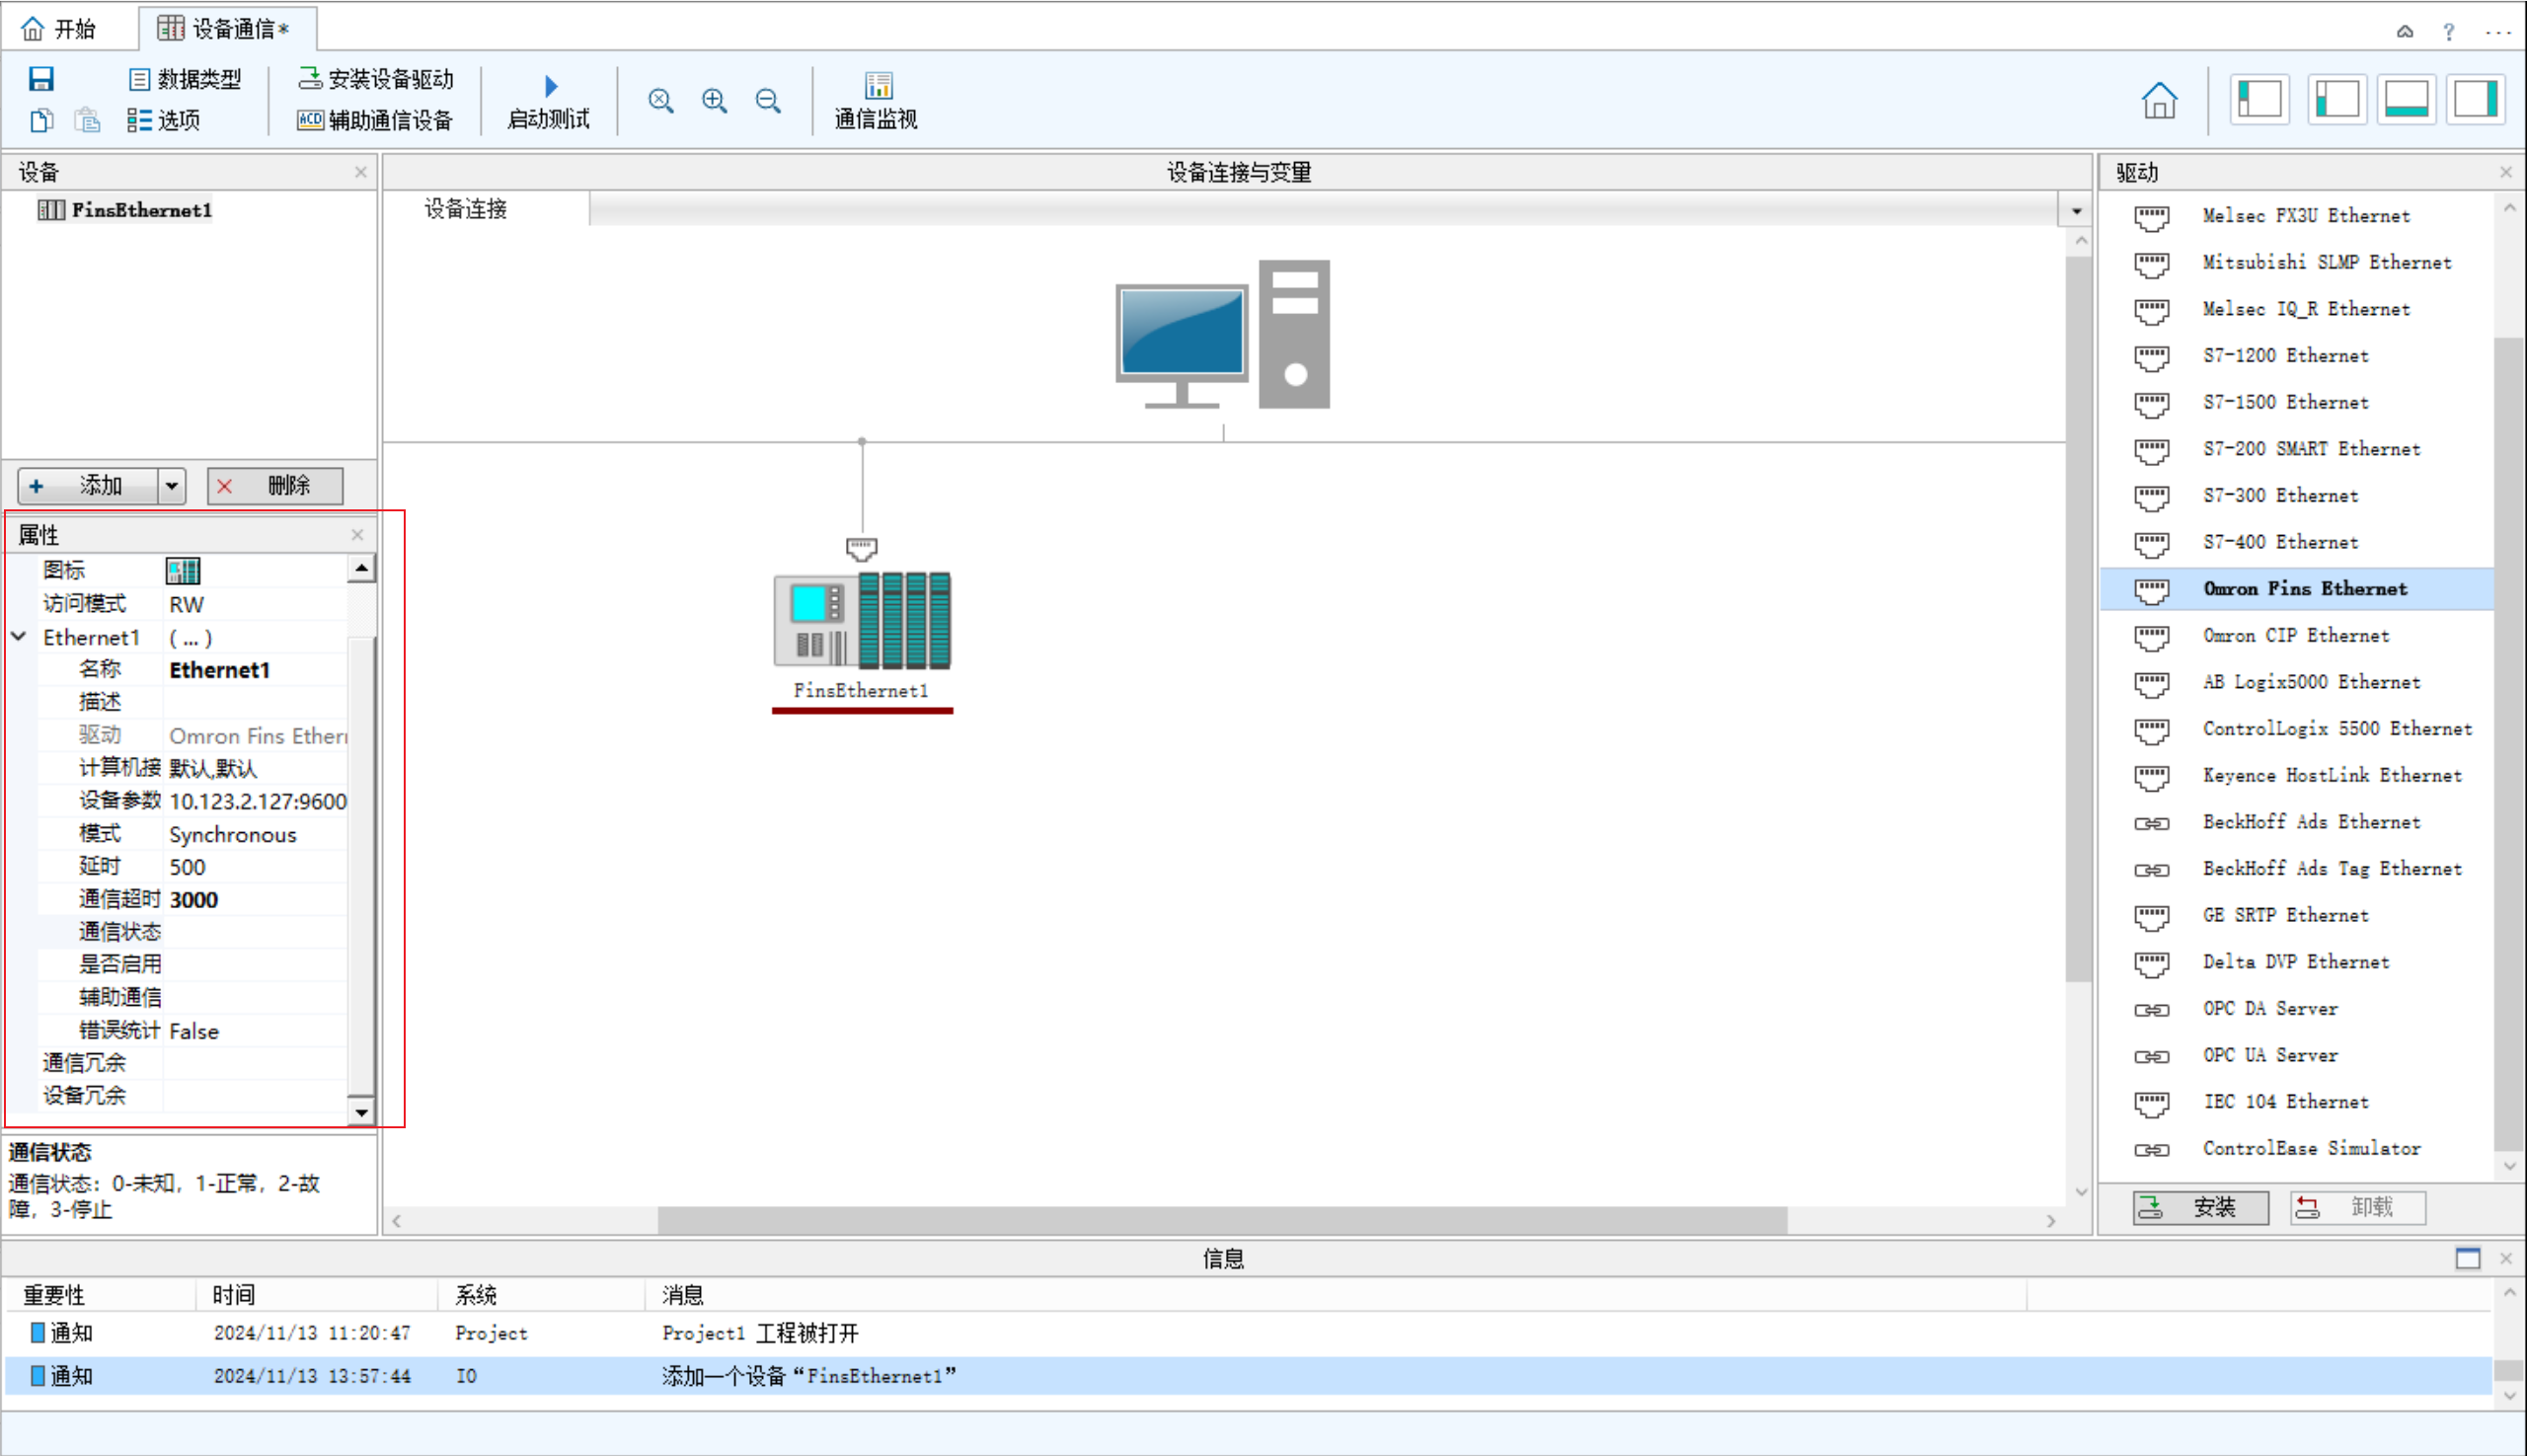 开始
设备通信*
?
...
数据类型
选项
安装设备驱动
ACD 辅助通信设备
启动测试
通信监视
设备
FinsEthernet1
添加
删除
属性
图标
访问模式 RW
Ethernet1 ( ... )
名称 Ethernet1
描述
驱动 Omron Fins Ether
计算机接 默认,默认
设备参数 10.123.2.127:9600
模式 Synchronous
延时 500
通信超时 3000
通信状态
是否启用
辅助通信
错误统计 False
通信冗余
设备冗余
通信状态
通信状态：0-未知，1-正常，2-故
障，3-停止
设备连接与变量
设备连接
FinsEthernet1
驱动
Melsec FX3U Ethernet
Mitsubishi SLMP Ethernet
Melsec IQ_R Ethernet
S7-1200 Ethernet
S7-1500 Ethernet
S7-200 SMART Ethernet
S7-300 Ethernet
S7-400 Ethernet
Omron Fins Ethernet
Omron CIP Ethernet
AB Logix5000 Ethernet
ControlLogix 5500 Ethernet
Keyence HostLink Ethernet
BeckHoff Ads Ethernet
BeckHoff Ads Tag Ethernet
GE SRTP Ethernet
Delta DVP Ethernet
OPC DA Server
OPC UA Server
IEC 104 Ethernet
ControlEase Simulator
安装
卸载
信息
重要性 时间 系统 消息
通知 2024/11/13 11:20:47 Project Project1 工程被打开
通知 2024/11/13 13:57:44 IO 添加一个设备“FinsEthernet1”